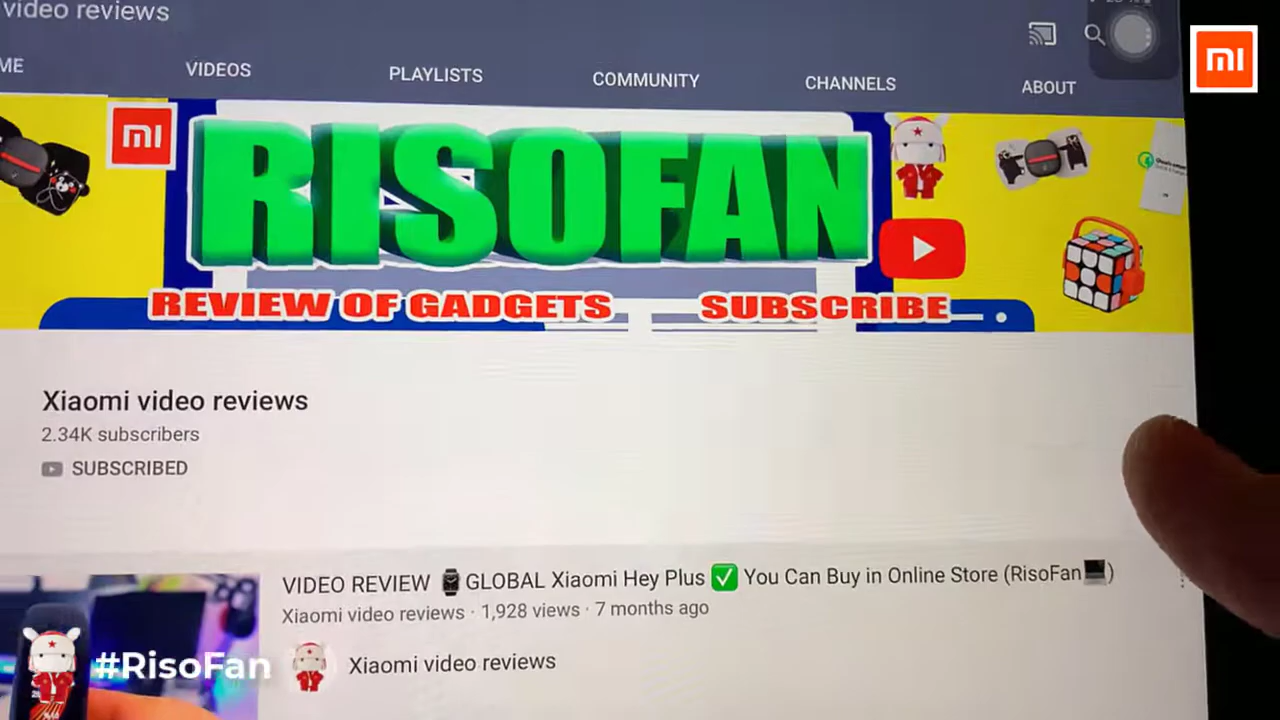 video reviews
ME
VIDEOS
PLAYLISTS
COMMUNITY
CHANNELS
ABOUT
MI
MI
RISOFAN
REVIEW OF GADGETS SUBSCRIBE
Xiaomi video reviews
2.34K subscribers
SUBSCRIBED
VIDEO REVIEW ⌚GLOBAL Xiaomi Hey Plus ✅ You Can Buy in Online Store (RisoFan💻)
Xiaomi video reviews · 1,928 views · 7 months ago
Xiaomi video reviews
#RisoFan